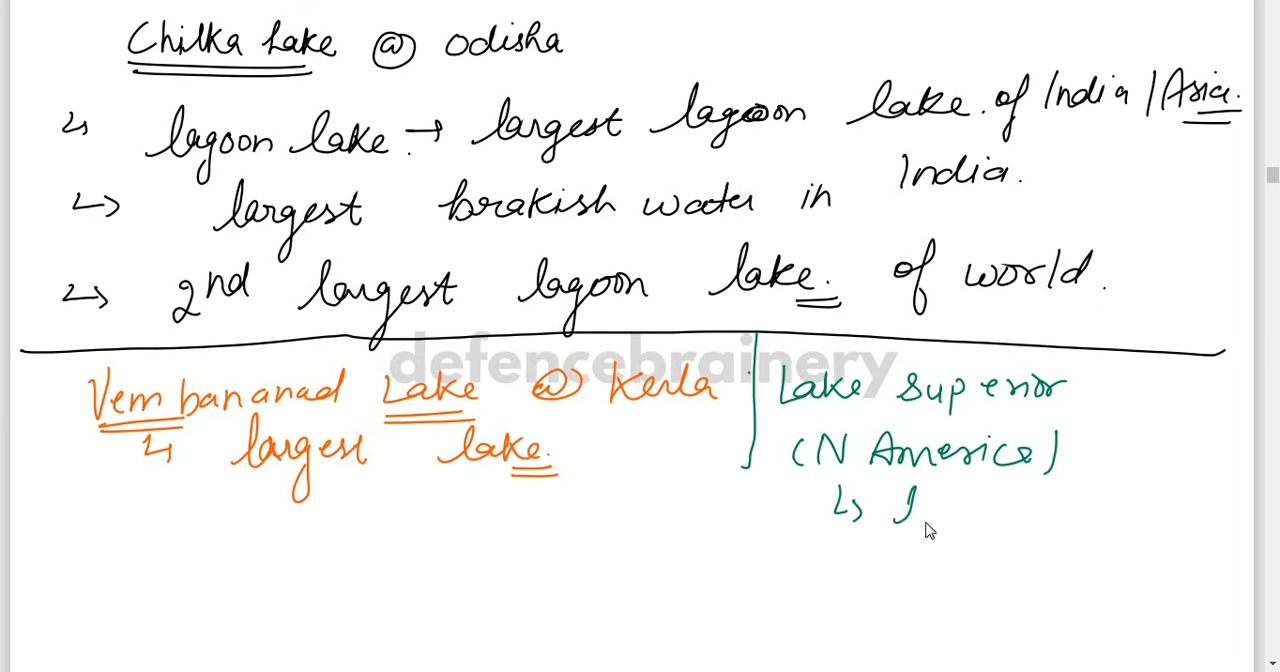 Chilka Lake @ odisha
↳ lagoon lake. → largest lagoon lake. of India / Asia.
↳ largest brakish water in India.
↳ 2nd largest lagoon lake. of world.
defencebrainery
Vembananad Lake @ Kerla
↳ largest lake.
Lake superior
(N America)
↳